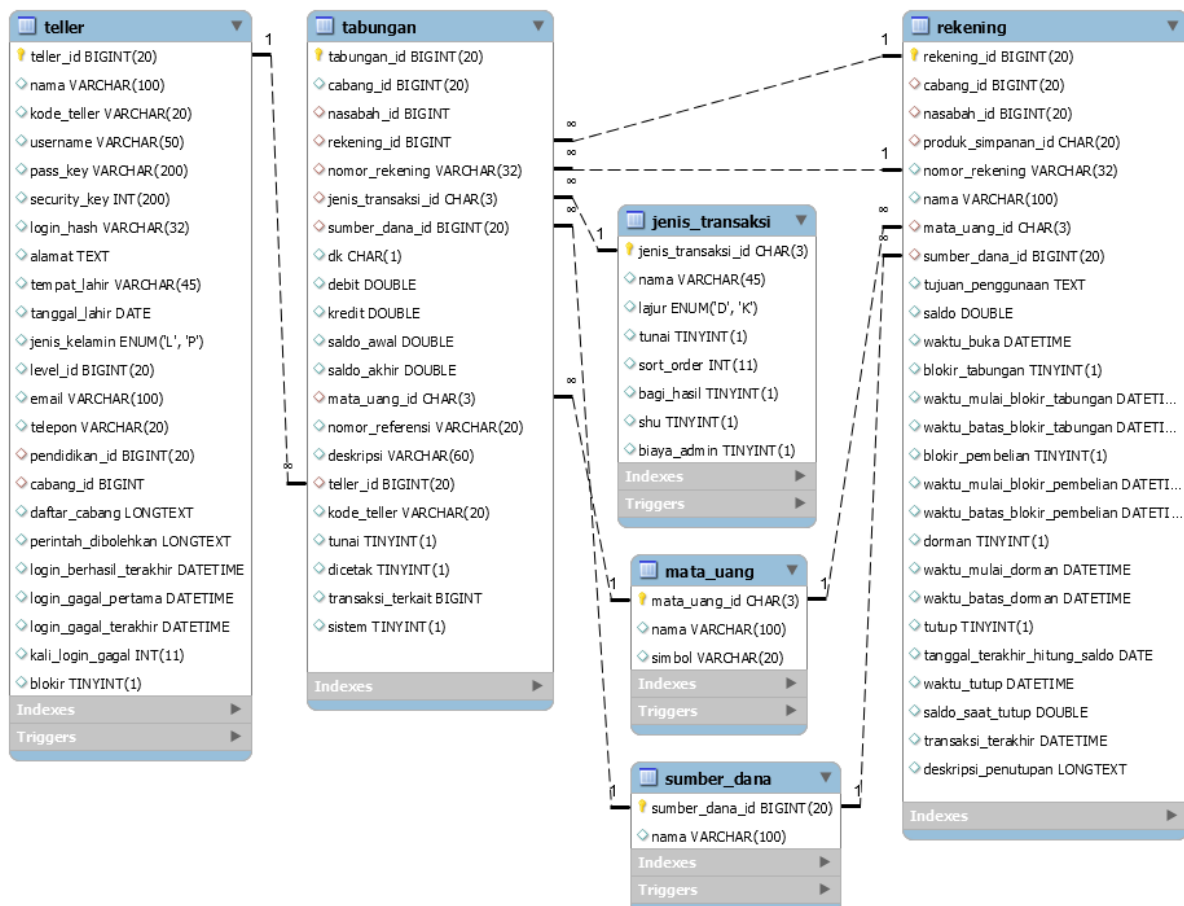 teller
teller_id BIGINT(20)
nama VARCHAR(100)
kode_teller VARCHAR(20)
username VARCHAR(50)
pass_key VARCHAR(200)
security_key INT(200)
login_hash VARCHAR(32)
alamat TEXT
tempat_lahir VARCHAR(45)
tanggal_lahir DATE
jenis_kelamin ENUM('L', 'P')
level_id BIGINT(20)
email VARCHAR(100)
telepon VARCHAR(20)
pendidikan_id BIGINT(20)
cabang_id BIGINT
daftar_cabang LONGTEXT
perintah_dibolehkan LONGTEXT
login_berhasil_terakhir DATETIME
login_gagal_pertama DATETIME
login_gagal_terakhir DATETIME
kali_login_gagal INT(11)
blokir TINYINT(1)
Indexes
Triggers
1
∞
tabungan
tabungan_id BIGINT(20)
cabang_id BIGINT(20)
nasabah_id BIGINT
rekening_id BIGINT
nomor_rekening VARCHAR(32)
jenis_transaksi_id CHAR(3)
sumber_dana_id BIGINT(20)
dk CHAR(1)
debit DOUBLE
kredit DOUBLE
saldo_awal DOUBLE
saldo_akhir DOUBLE
mata_uang_id CHAR(3)
nomor_referensi VARCHAR(20)
deskripsi VARCHAR(60)
teller_id BIGINT(20)
kode_teller VARCHAR(20)
tunai TINYINT(1)
dicetak TINYINT(1)
transaksi_terkait BIGINT
sistem TINYINT(1)
Indexes
∞
∞
∞
∞
∞
1
1
1
1
jenis_transaksi
jenis_transaksi_id CHAR(3)
nama VARCHAR(45)
lajur ENUM('D', 'K')
tunai TINYINT(1)
sort_order INT(11)
bagi_hasil TINYINT(1)
shu TINYINT(1)
biaya_admin TINYINT(1)
Indexes
Triggers
mata_uang
mata_uang_id CHAR(3)
nama VARCHAR(100)
simbol VARCHAR(20)
Indexes
Triggers
1
sumber_dana
sumber_dana_id BIGINT(20)
nama VARCHAR(100)
Indexes
Triggers
1
1
∞
∞
rekening
rekening_id BIGINT(20)
cabang_id BIGINT(20)
nasabah_id BIGINT(20)
produk_simpanan_id CHAR(20)
nomor_rekening VARCHAR(32)
nama VARCHAR(100)
mata_uang_id CHAR(3)
sumber_dana_id BIGINT(20)
tujuan_penggunaan TEXT
saldo DOUBLE
waktu_buka DATETIME
blokir_tabungan TINYINT(1)
waktu_mulai_blokir_tabungan DATETI...
waktu_batas_blokir_tabungan DATETI...
blokir_pembelian TINYINT(1)
waktu_mulai_blokir_pembelian DATETI...
waktu_batas_blokir_pembelian DATETI...
dorman TINYINT(1)
waktu_mulai_dorman DATETIME
waktu_batas_dorman DATETIME
tutup TINYINT(1)
tanggal_terakhir_hitung_saldo DATE
waktu_tutup DATETIME
saldo_saat_tutup DOUBLE
transaksi_terakhir DATETIME
deskripsi_penutupan LONGTEXT
Indexes